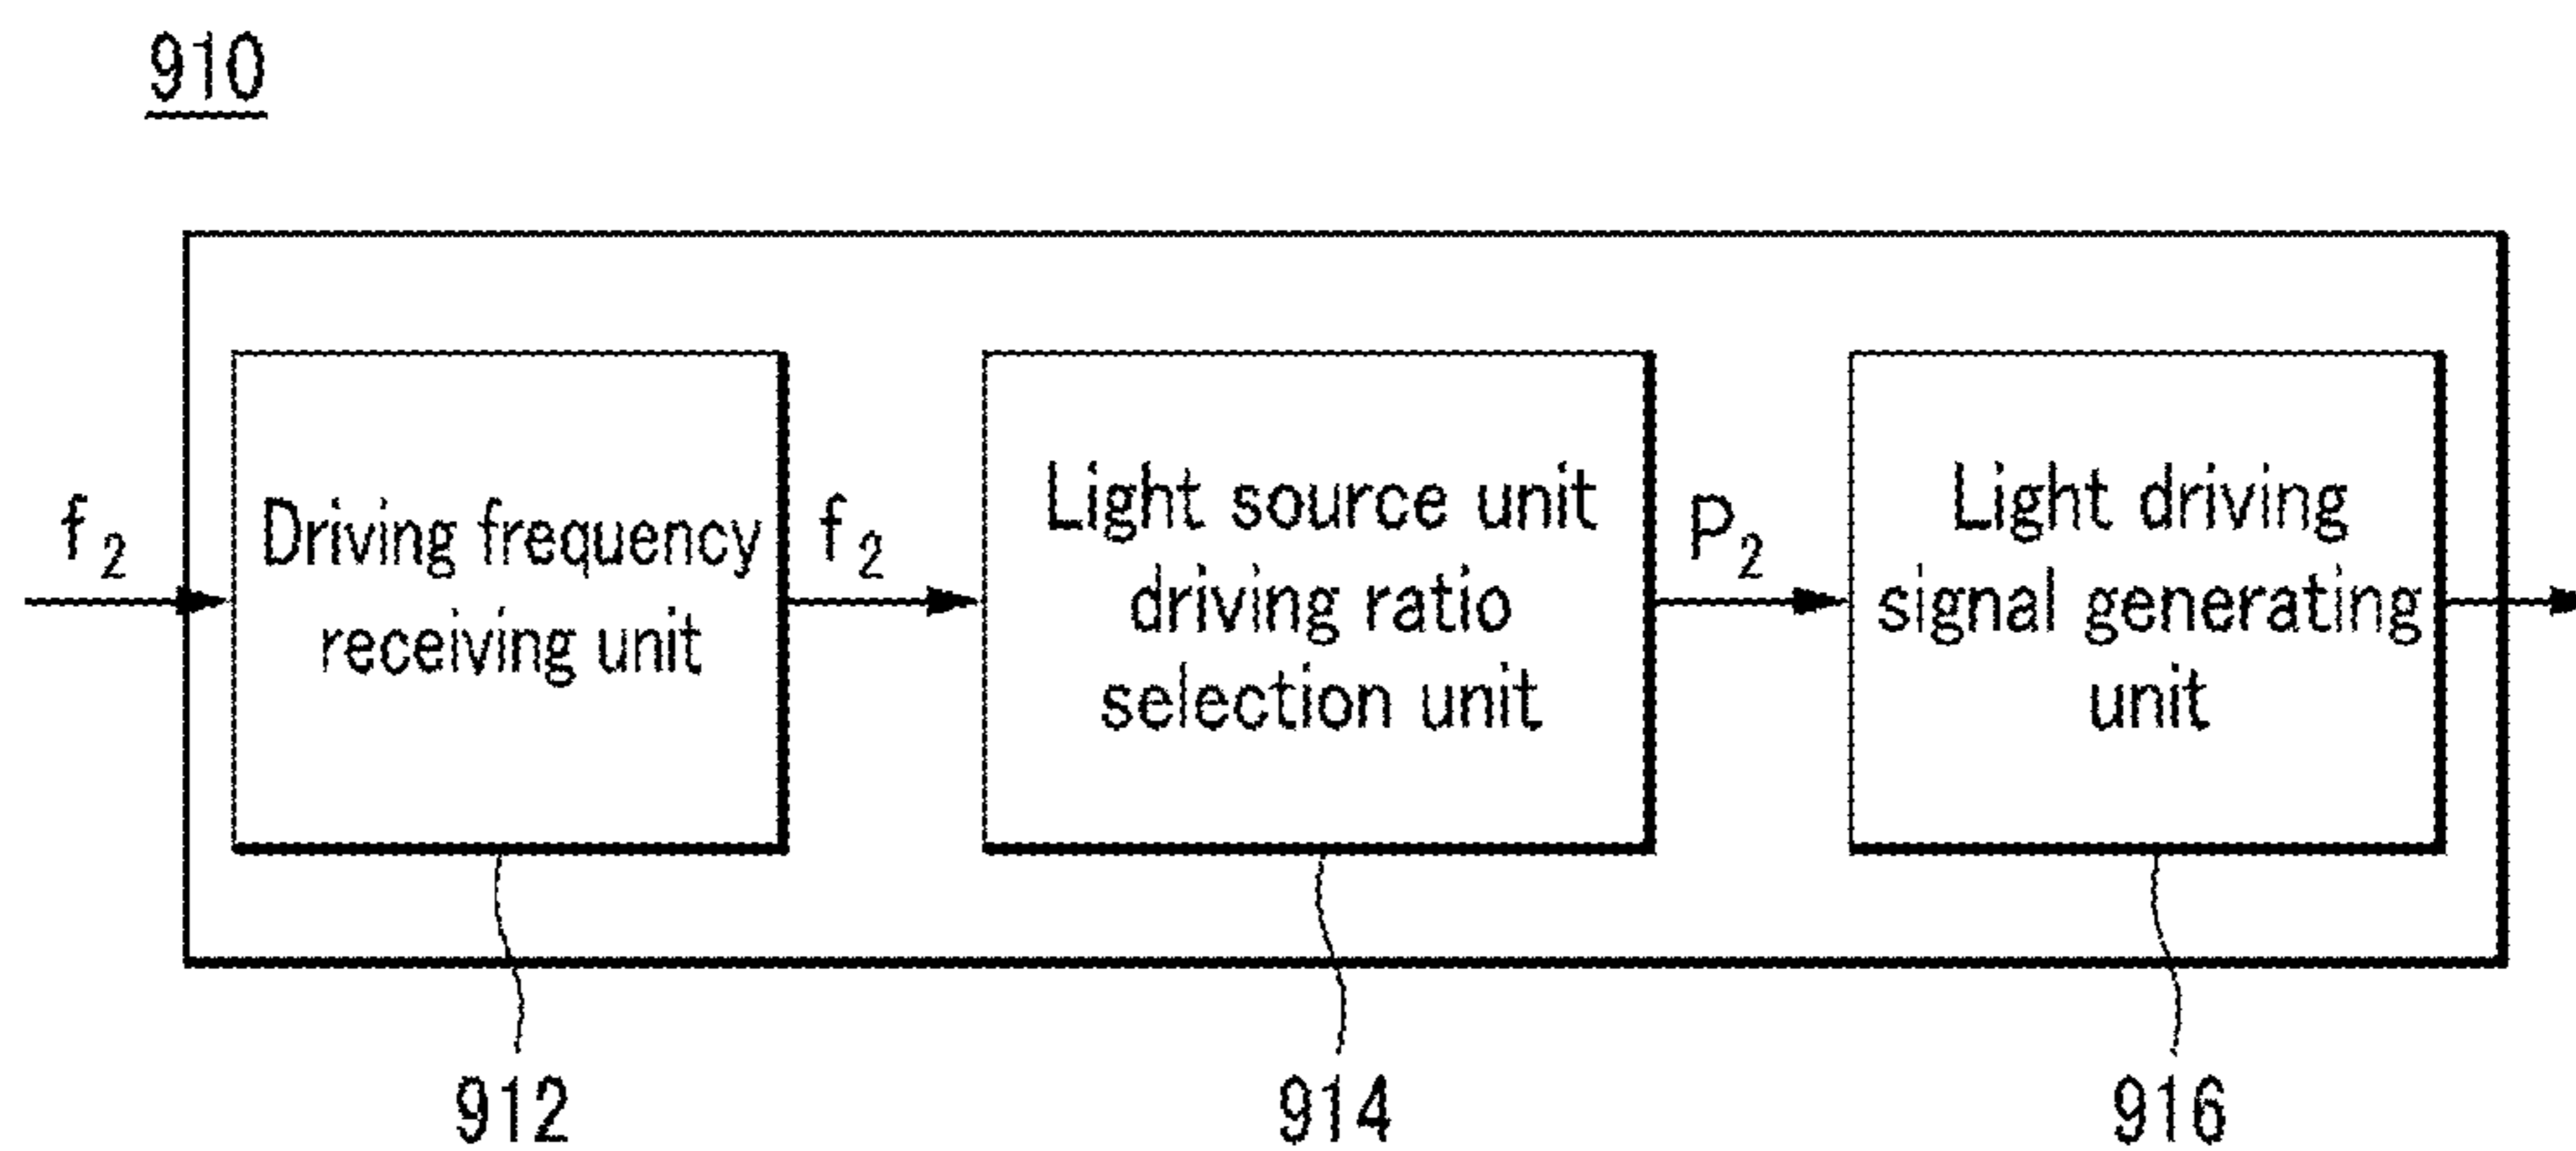 910
f2
Driving frequency
receiving unit
f2
Light source unit
driving ratio
selection unit
P2
Light driving
signal generating
unit
912
914
916